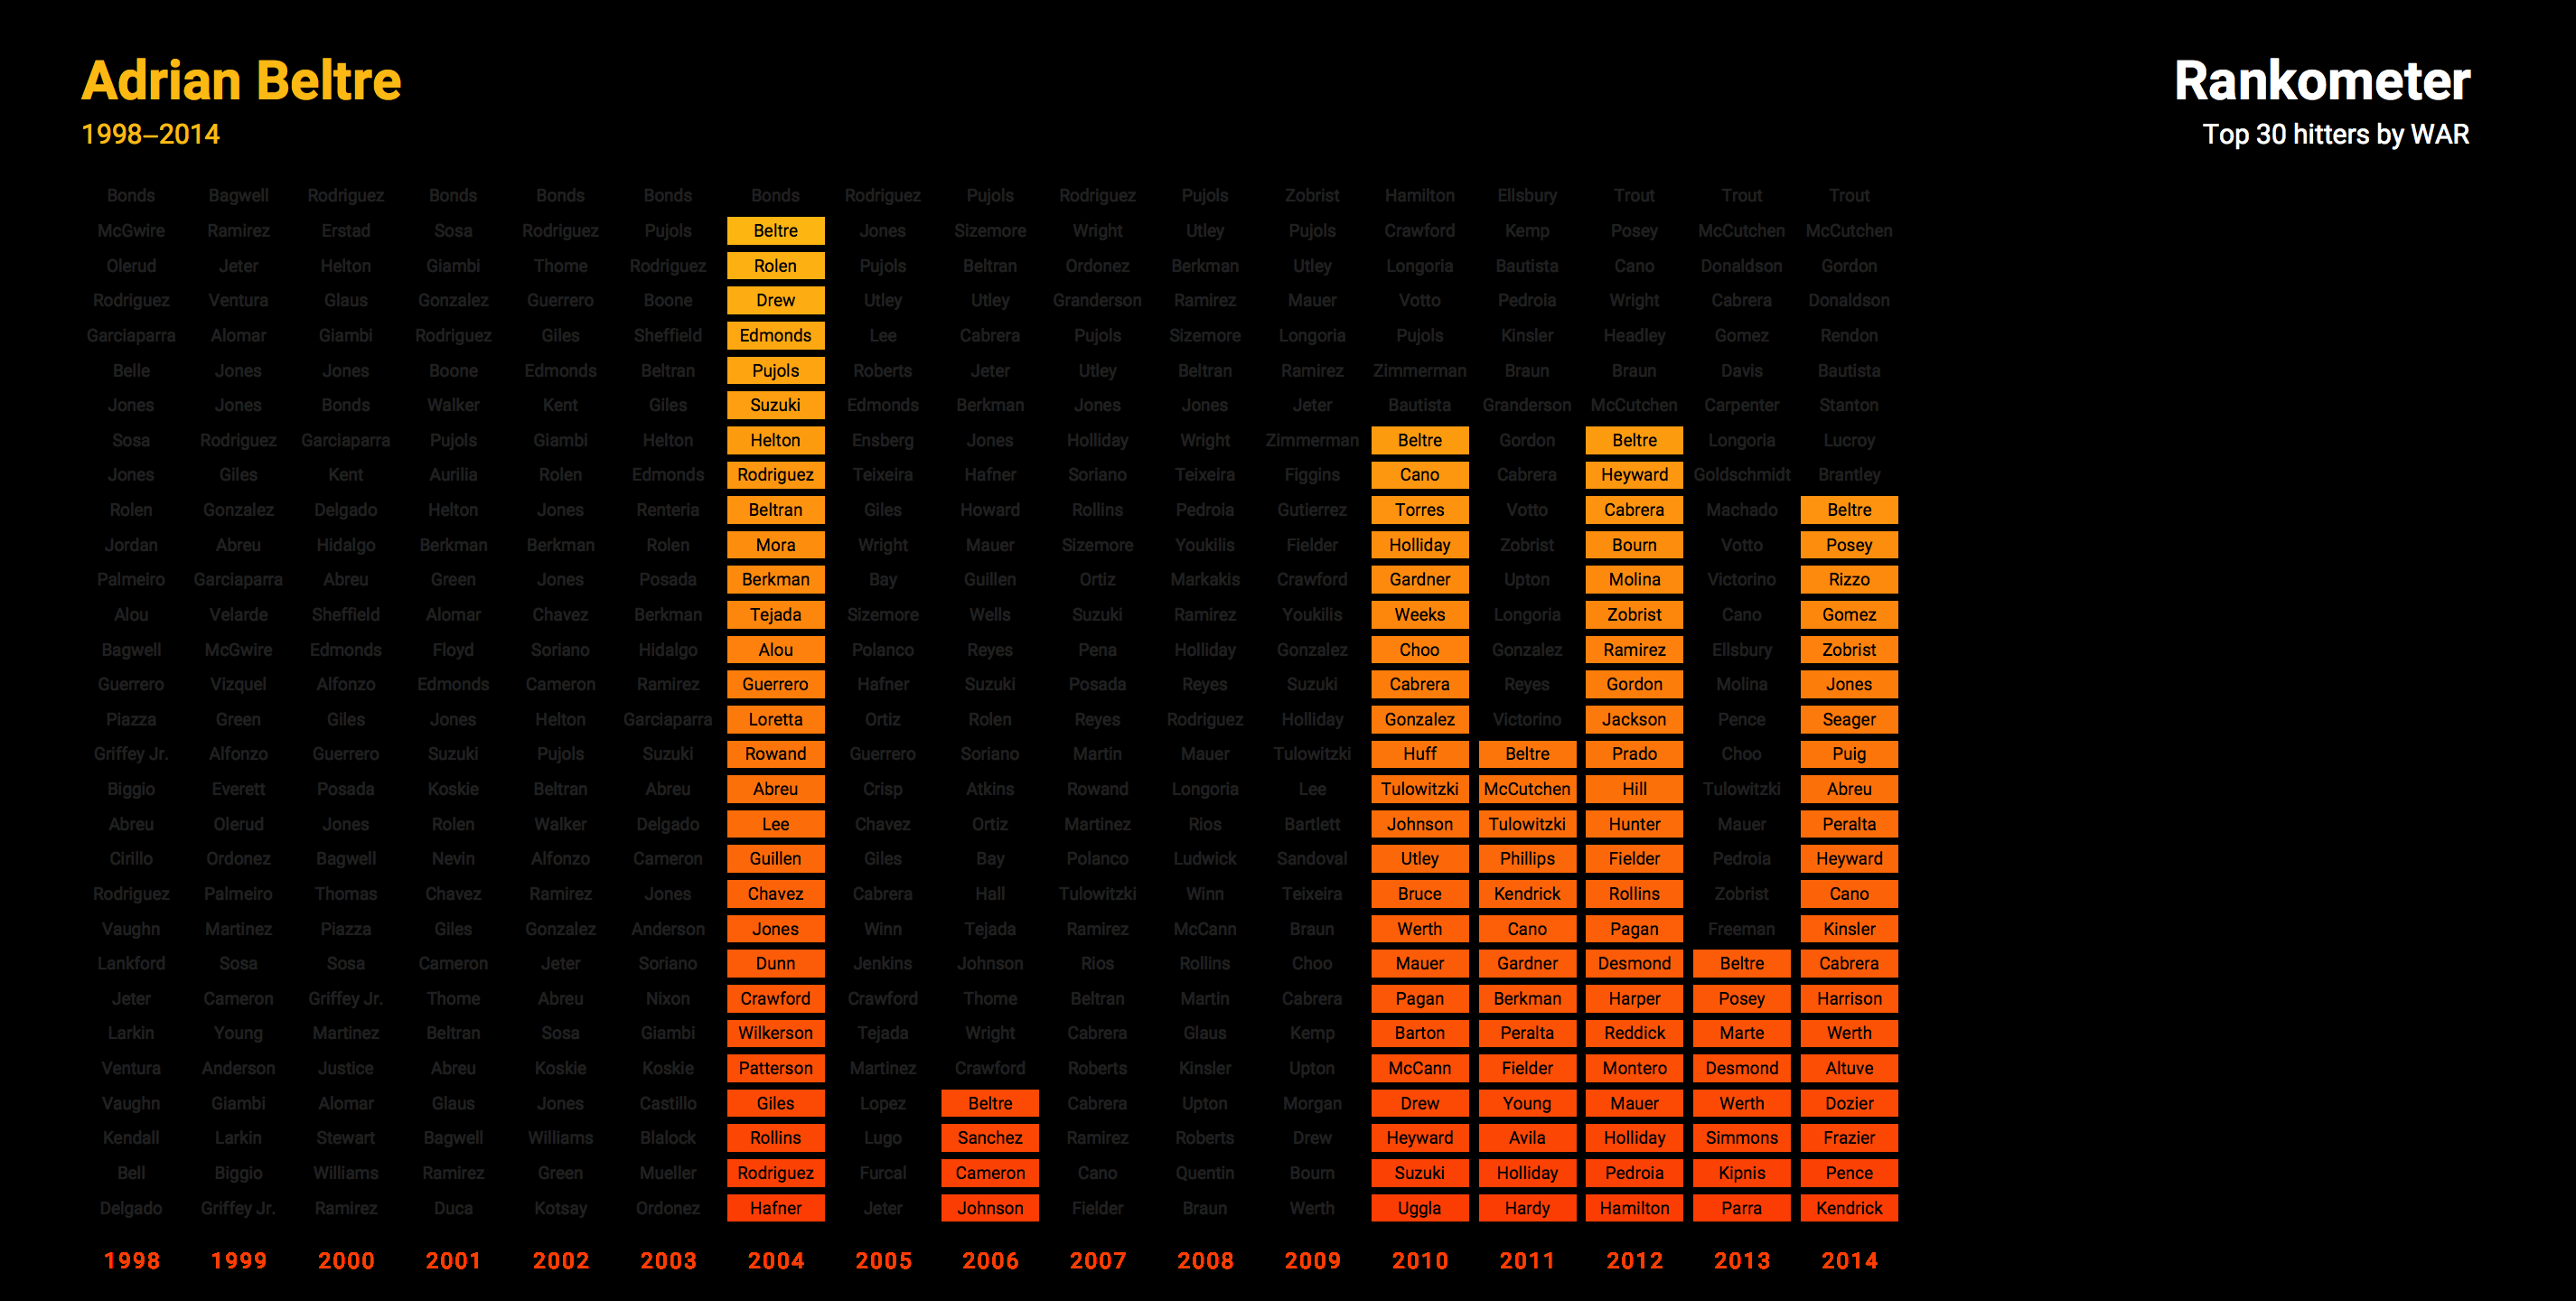 Adrian Beltre
1998–2014
Rankometer
Top 30 hitters by WAR
Bonds Bagwell Rodriguez Bonds Bonds Bonds Bonds Rodriguez Pujols Rodriguez Pujols Zobrist Hamilton Ellsbury Trout Trout Trout
McGwire Ramirez Erstad Sosa Rodriguez Pujols Beltre Jones Sizemore Wright Utley Pujols Crawford Kemp Posey McCutchen McCutchen
Olerud Jeter Helton Giambi Thome Rodriguez Rolen Pujols Beltran Ordonez Berkman Utley Longoria Bautista Cano Donaldson Gordon
Rodriguez Ventura Glaus Gonzalez Guerrero Boone Drew Utley Utley Granderson Ramirez Mauer Votto Pedroia Wright Cabrera Donaldson
Garciaparra Alomar Giambi Rodriguez Giles Sheffield Edmonds Lee Cabrera Pujols Sizemore Longoria Pujols Kinsler Headley Gomez Rendon
Belle Jones Jones Boone Edmonds Beltran Pujols Roberts Jeter Utley Beltran Ramirez Zimmerman Braun Braun Davis Bautista
Jones Jones Bonds Walker Kent Giles Suzuki Edmonds Berkman Jones Jones Jeter Bautista Granderson McCutchen Carpenter Stanton
Sosa Rodriguez Garciaparra Pujols Giambi Helton Helton Ensberg Jones Holliday Wright Zimmerman Beltre Gordon Beltre Longoria Lucroy
Jones Giles Kent Aurilia Rolen Edmonds Rodriguez Teixeira Hafner Soriano Teixeira Figgins Cano Cabrera Heyward Goldschmidt Brantley
Rolen Gonzalez Delgado Helton Jones Renteria Beltran Giles Howard Rollins Pedroia Gutierrez Torres Votto Cabrera Machado Beltre
Jordan Abreu Hidalgo Berkman Berkman Rolen Mora Wright Mauer Sizemore Youkilis Fielder Holliday Zobrist Bourn Votto Posey
Palmeiro Garciaparra Abreu Green Jones Posada Berkman Bay Guillen Ortiz Markakis Crawford Gardner Upton Molina Victorino Rizzo
Alou Velarde Sheffield Alomar Chavez Berkman Tejada Sizemore Wells Suzuki Ramirez Youkilis Weeks Longoria Zobrist Cano Gomez
Bagwell McGwire Edmonds Floyd Soriano Hidalgo Alou Polanco Reyes Pena Holliday Gonzalez Choo Gonzalez Ramirez Ellsbury Zobrist
Guerrero Vizquel Alfonzo Edmonds Cameron Ramirez Guerrero Hafner Suzuki Posada Reyes Suzuki Cabrera Reyes Gordon Molina Jones
Piazza Green Giles Jones Helton Garciaparra Loretta Ortiz Rolen Reyes Rodriguez Holliday Gonzalez Victorino Jackson Pence Seager
Griffey Jr. Alfonzo Guerrero Suzuki Pujols Suzuki Rowand Guerrero Soriano Martin Mauer Tulowitzki Huff Beltre Prado Choo Puig
Biggio Everett Posada Koskie Beltran Abreu Abreu Crisp Atkins Rowand Longoria Lee Tulowitzki McCutchen Hill Tulowitzki Abreu
Abreu Olerud Jones Rolen Walker Delgado Lee Chavez Ortiz Martinez Rios Bartlett Johnson Tulowitzki Hunter Mauer Peralta
Cirillo Ordonez Bagwell Nevin Alfonzo Cameron Guillen Giles Bay Polanco Ludwick Sandoval Utley Phillips Fielder Pedroia Heyward
Rodriguez Palmeiro Thomas Chavez Ramirez Jones Chavez Cabrera Hall Tulowitzki Winn Teixeira Bruce Kendrick Rollins Zobrist Cano
Vaughn Martinez Piazza Giles Gonzalez Anderson Jones Winn Tejada Ramirez McCann Braun Werth Cano Pagan Freeman Kinsler
Lankford Sosa Sosa Cameron Jeter Soriano Dunn Jenkins Johnson Rios Rollins Choo Mauer Gardner Desmond Beltre Cabrera
Jeter Cameron Griffey Jr. Thome Abreu Nixon Crawford Crawford Thome Beltran Martin Cabrera Pagan Berkman Harper Posey Harrison
Larkin Young Martinez Beltran Sosa Giambi Wilkerson Tejada Wright Cabrera Glaus Kemp Barton Peralta Reddick Marte Werth
Ventura Anderson Justice Abreu Koskie Koskie Patterson Martinez Crawford Roberts Kinsler Upton McCann Fielder Montero Desmond Altuve
Vaughn Giambi Alomar Glaus Jones Castillo Giles Lopez Beltre Cabrera Upton Morgan Drew Young Mauer Werth Dozier
Kendall Larkin Stewart Bagwell Williams Blalock Rollins Lugo Sanchez Ramirez Roberts Drew Heyward Avila Holliday Simmons Frazier
Bell Biggio Williams Ramirez Green Mueller Rodriguez Furcal Cameron Cano Quentin Bourn Suzuki Holliday Pedroia Kipnis Pence
Delgado Griffey Jr. Ramirez Duca Kotsay Ordonez Hafner Jeter Johnson Fielder Braun Werth Uggla Hardy Hamilton Parra Kendrick
1998 1999 2000 2001 2002 2003 2004 2005 2006 2007 2008 2009 2010 2011 2012 2013 2014